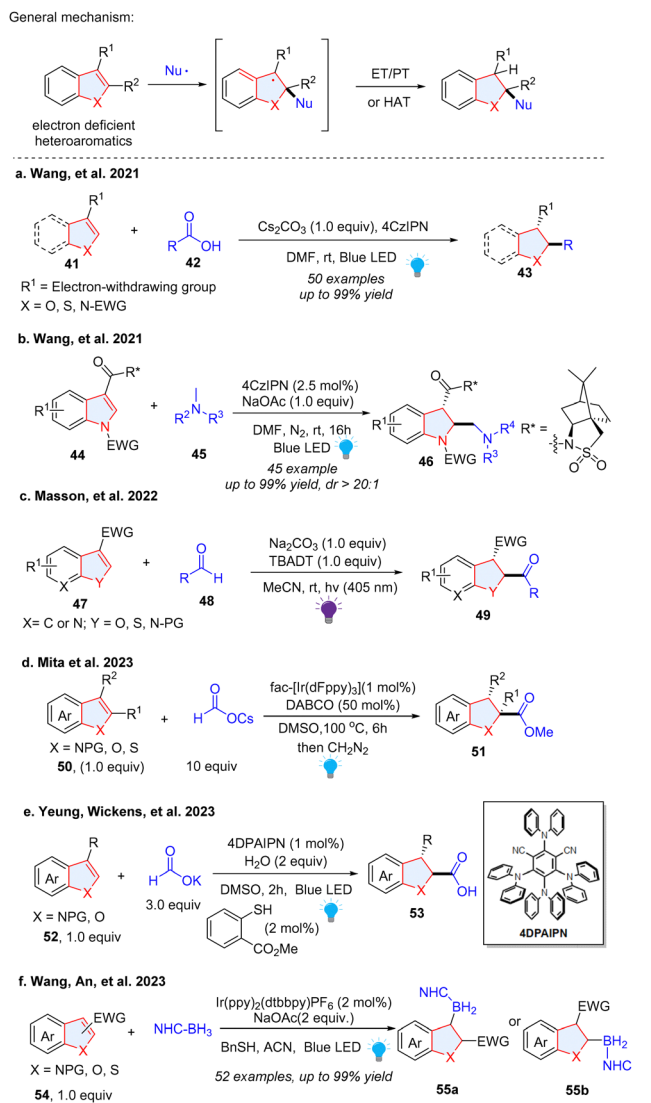 General mechanism:
R¹
R²
X
electron deficient
heteroaromatics
Nu•
R¹
R²
X
Nu
ET/PT
or HAT
R¹
H
R²
X
Nu
a. Wang, et al. 2021
R¹
X
41
+
O
R
OH
42
Cs₂CO₃ (1.0 equiv), 4CzIPN
DMF, rt, Blue LED
50 examples
up to 99% yield
R¹
R
X
43
R¹ = Electron-withdrawing group
X = O, S, N-EWG
b. Wang, et al. 2021
O
R*
R¹
N
EWG
44
+
N
R²
R³
45
4CzIPN (2.5 mol%)
NaOAc (1.0 equiv)
DMF, N₂, rt, 16h
Blue LED
45 example
up to 99% yield, dr > 20:1
O
R*
R¹
N
EWG
N
R⁴
R³
46
R* =
N
S
O
O
c. Masson, et al. 2022
EWG
R¹
X
Y
47
+
O
R
H
48
Na₂CO₃ (1.0 equiv)
TBADT (1.0 equiv)
MeCN, rt, hv (405 nm)
EWG
R¹
X
Y
O
R
49
X= C or N; Y = O, S, N-PG
d. Mita et al. 2023
R²
Ar
R¹
X
X = NPG, O, S
50, (1.0 equiv)
+
O
H
OCs
10 equiv
fac-[Ir(dFppy)₃](1 mol%)
DABCO (50 mol%)
DMSO,100 °C, 6h
then CH₂N₂
R²
R¹
Ar
X
O
OMe
51
e. Yeung, Wickens, et al. 2023
R
Ar
X
X = NPG, O
52, 1.0 equiv
+
O
H
OK
3.0 equiv
4DPAIPN (1 mol%)
H₂O (2 equiv)
DMSO, 2h, Blue LED
SH
(2 mol%)
CO₂Me
R
Ar
X
O
OH
53
N
NC
CN
N
N
N
4DPAIPN
f. Wang, An, et al. 2023
EWG
Ar
X
X = NPG, O, S
54, 1.0 equiv
+
NHC-BH₃
Ir(ppy)₂(dtbbpy)PF₆ (2 mol%)
NaOAc(2 equiv.)
BnSH, ACN, Blue LED
52 examples, up to 99% yield
NHC
BH₂
Ar
EWG
X
55a
or
EWG
Ar
BH₂
X
NHC
55b